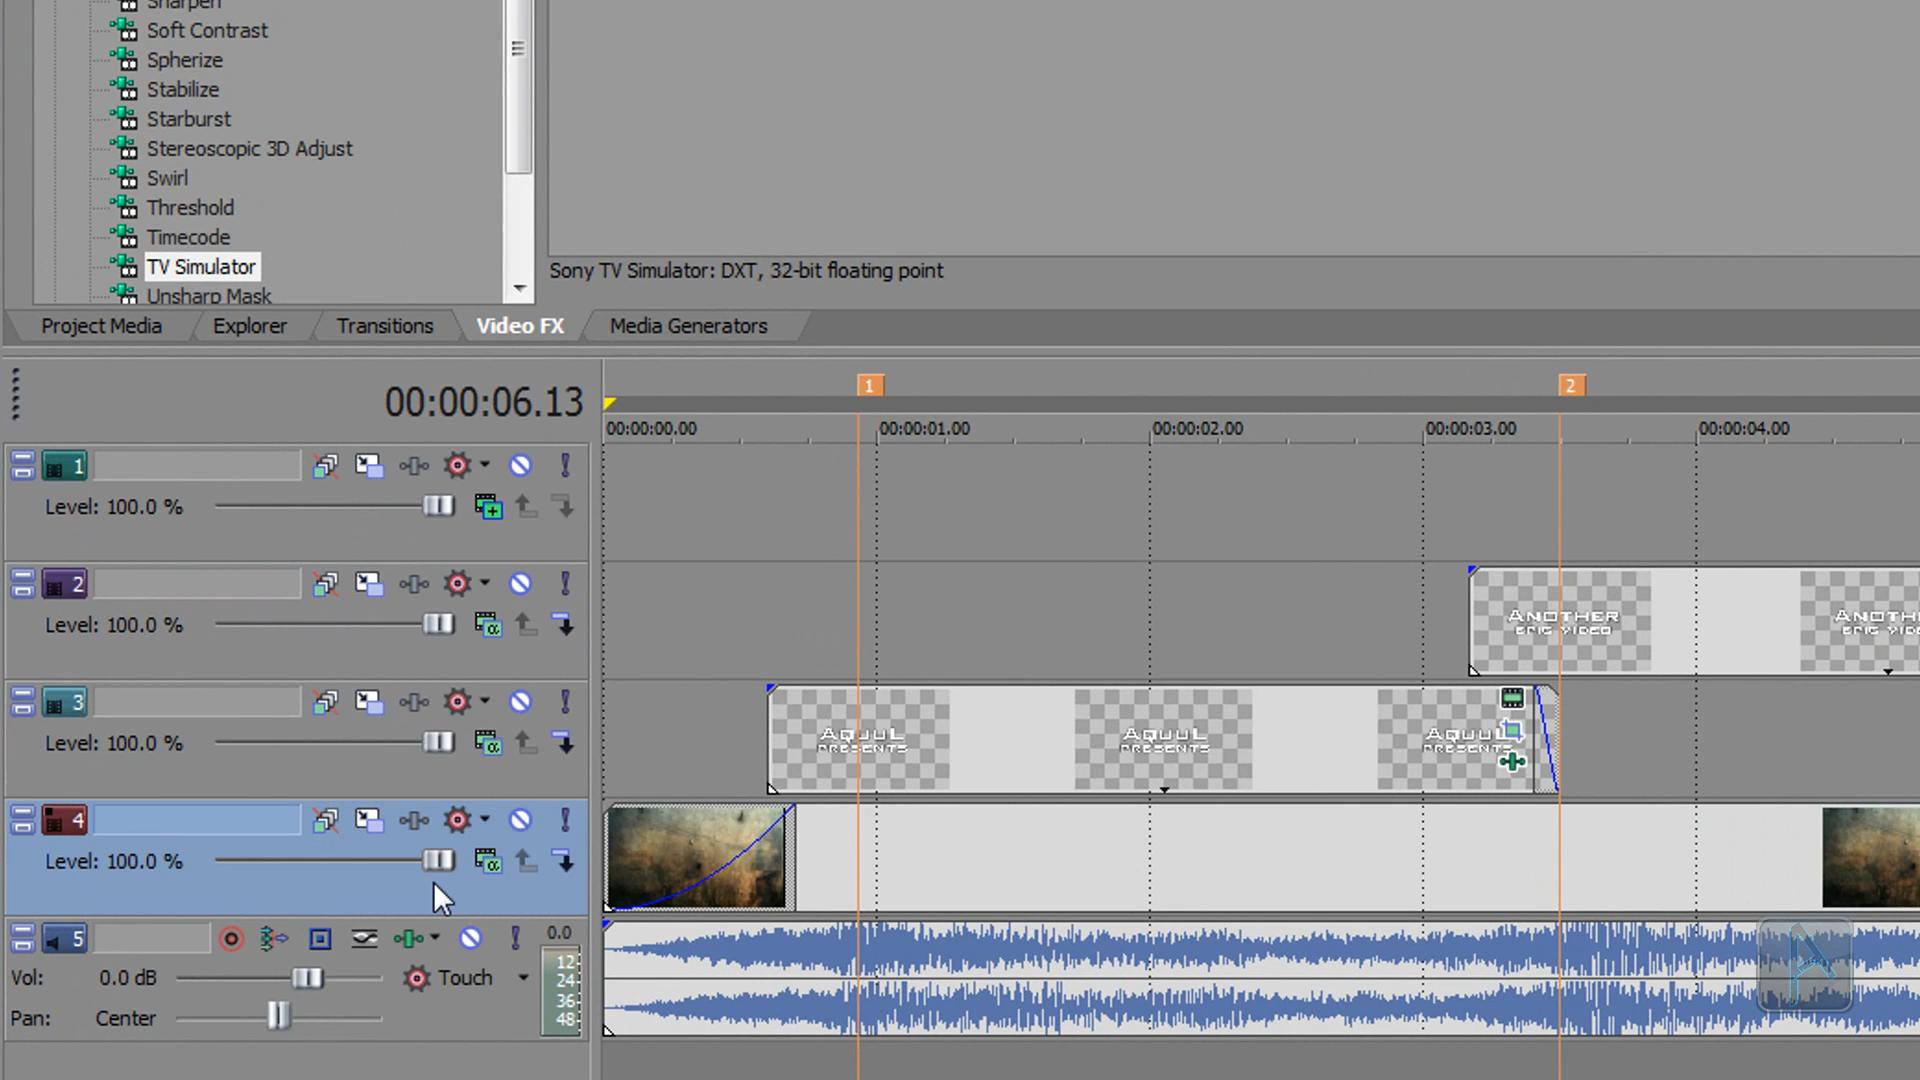 Sharpen
Soft Contrast
Spherize
Stabilize
Starburst
Stereoscopic 3D Adjust
Swirl
Threshold
Timecode
TV Simulator
Unsharp Mask
Sony TV Simulator: DXT, 32-bit floating point
Project Media
Explorer
Transitions
Video FX
Media Generators
00:00:06.13
1
2
00:00:00.00
00:00:01.00
00:00:02.00
00:00:03.00
00:00:04.00
1
Level: 100.0 %
2
Level: 100.0 %
ANOTHER
EPIC VIDEO
3
Level: 100.0 %
AQUUL
PRESENTS
AQUUL
PRESENTS
AQUUL
PRESENTS
4
Level: 100.0 %
5
0.0
Vol: 0.0 dB
Touch
12
24
36
48
Pan: Center